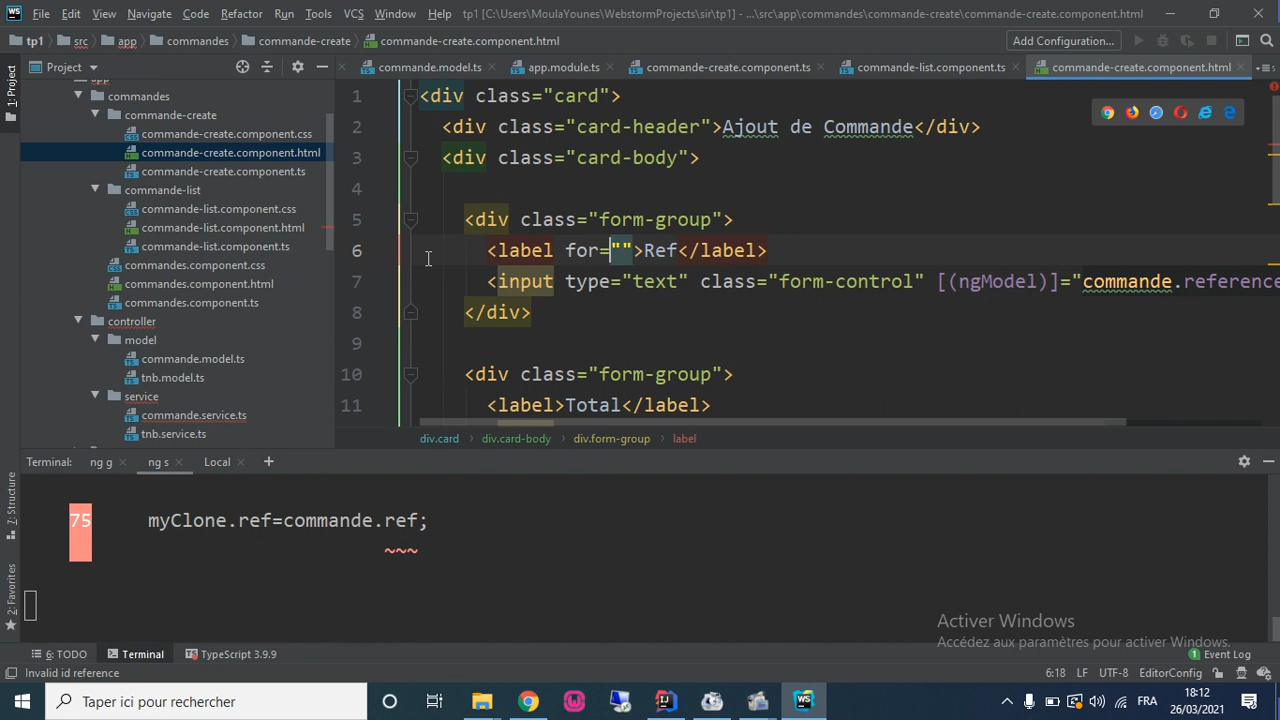 File Edit View Navigate Code Refactor Run Tools VCS Window Help tp1 [C:\Users\MoulaYounes\WebstormProjects\sir\tp1] - ...\src\app\commandes\commande-create\commande-create.component.html
tp1 src app commandes commande-create commande-create.component.html Add Configuration...
Project commande.model.ts app.module.ts commande-create.component.ts commande-list.component.ts commande-create.component.html
1: Project
commandes
commande-create
commande-create.component.css
commande-create.component.html
commande-create.component.ts
commande-list
commande-list.component.css
commande-list.component.html
commande-list.component.ts
commandes.component.css
commandes.component.html
commandes.component.ts
controller
model
commande.model.ts
tnb.model.ts
service
commande.service.ts
tnb.service.ts
1 <div class="card">
2 <div class="card-header">Ajout de Commande</div>
3 <div class="card-body">
4
5 <div class="form-group">
6 <label for="">Ref</label>
7 <input type="text" class="form-control" [(ngModel)]="commande.reference
8 </div>
9
10 <div class="form-group">
11 <label>Total</label>
div.card div.card-body div.form-group label
Terminal: ng g ng s Local
75 myClone.ref=commande.ref;
~~~
7: Structure
2: Favorites
Activer Windows
Accédez aux paramètres pour activer Windows.
6: TODO Terminal TypeScript 3.9.9 1 Event Log
Invalid id reference 6:18 LF UTF-8 EditorConfig
Taper ici pour rechercher FRA 18:12
26/03/2021